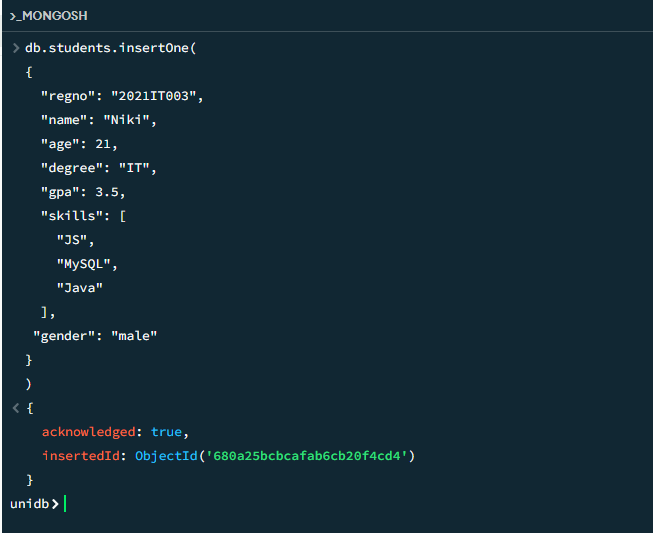 >_MONGOSH
> db.students.insertOne(
{
"regno": "2021IT003",
"name": "Niki",
"age": 21,
"degree": "IT",
"gpa": 3.5,
"skills": [
"JS",
"MySQL",
"Java"
],
"gender": "male"
}
)
< {
acknowledged: true,
insertedId: ObjectId('680a25bcbcafab6cb20f4cd4')
}
unidb>